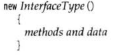 new InterfaceType ()
{
methods and data
}